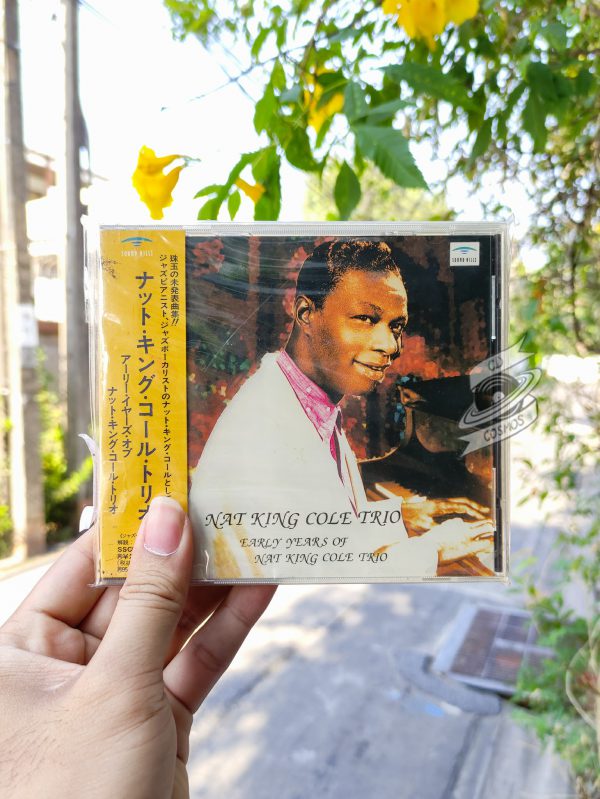 SOUND HILLS
珠玉の未発表曲集!!
ジャズピアニスト、ジャズボーカリストのナット・キング・コールとし
ナット・キング・コール・トリオ
アーリー・イヤーズ・オブ
ナット・キング・コール・トリオ
解説
SSC
SOUND HILLS
NAT KING COLE TRIO
EARLY YEARS OF
NAT KING COLE TRIO
CD
COSMOS